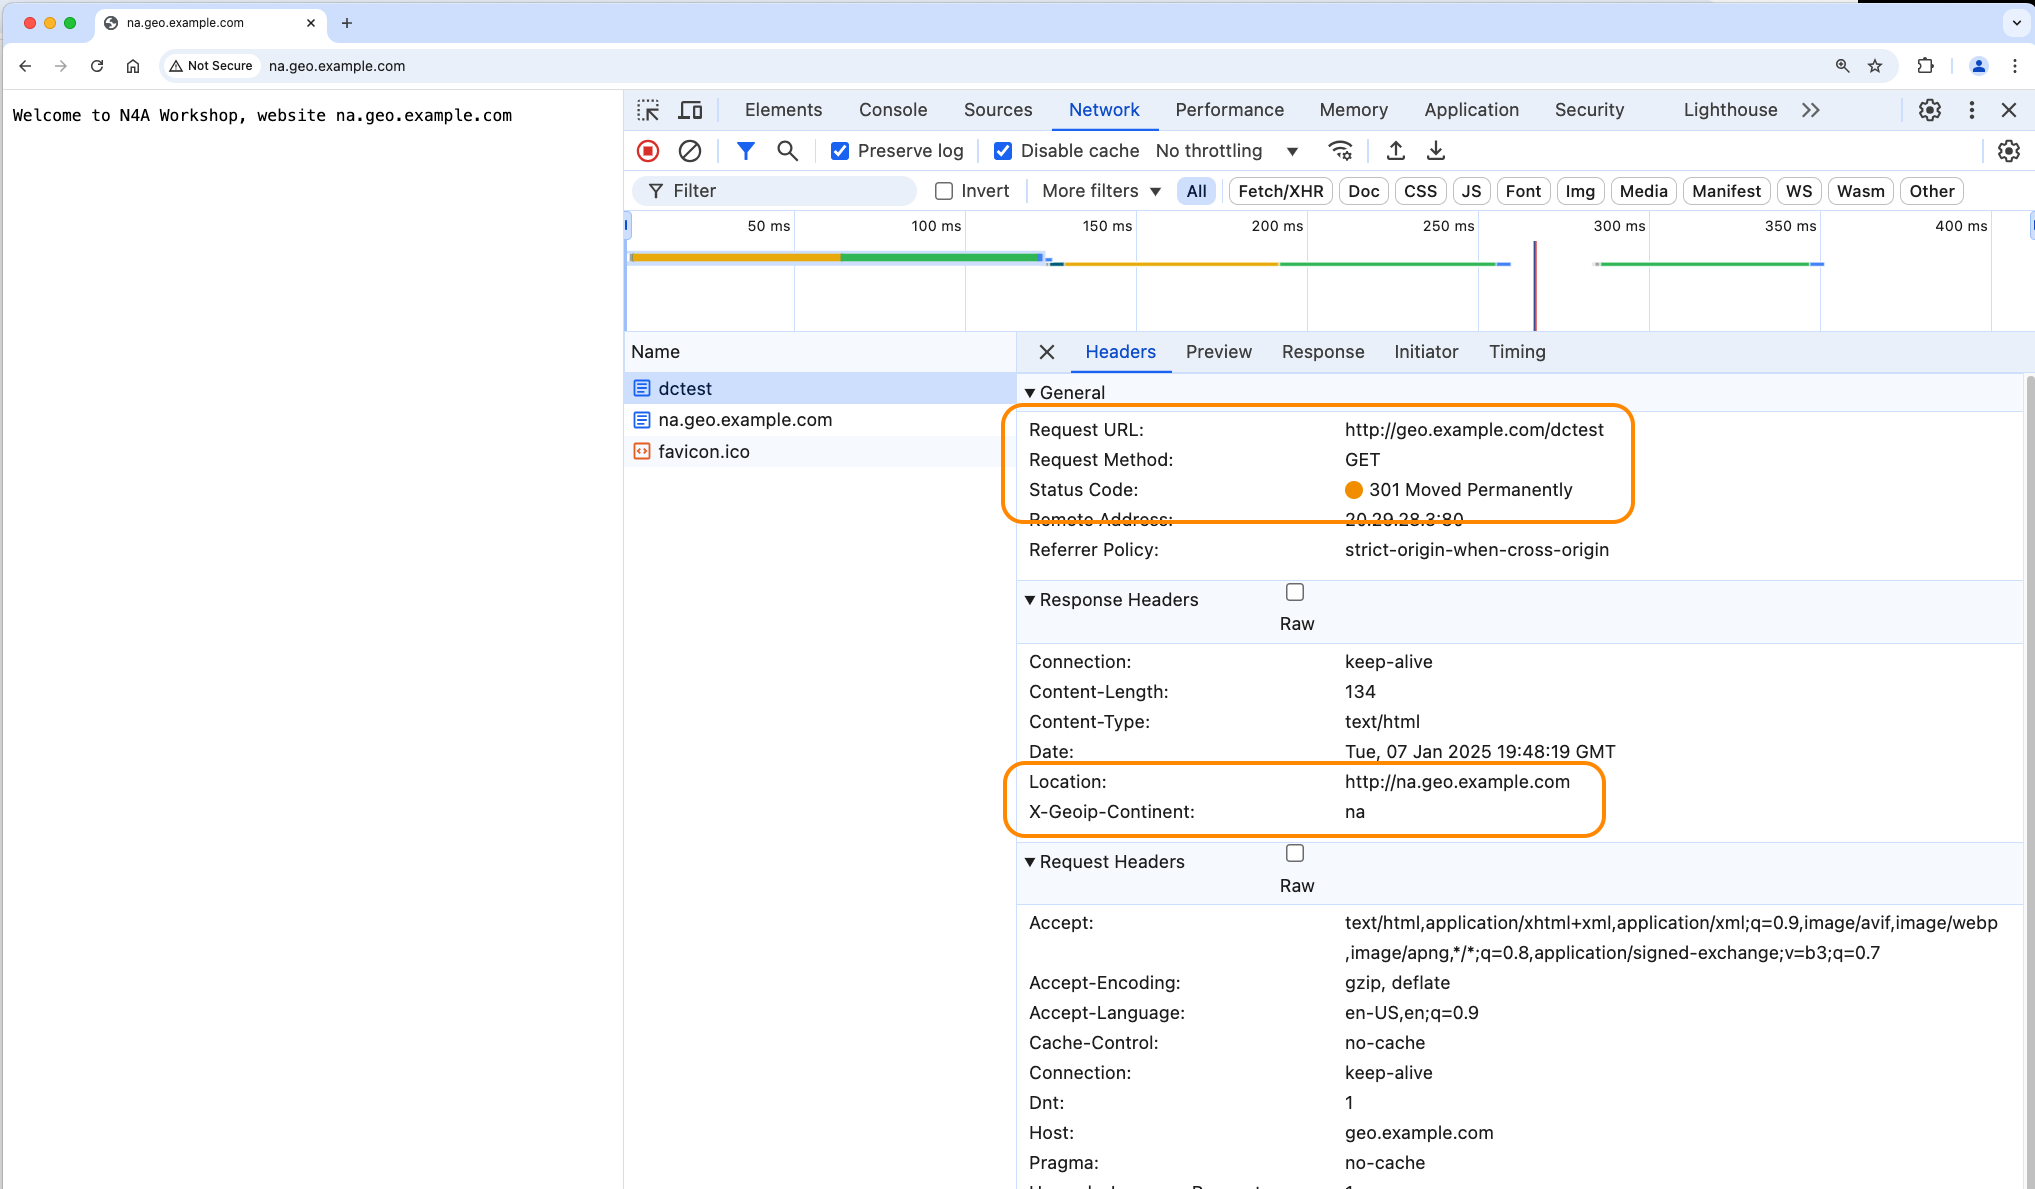 na.geo.example.com
Not Secure na.geo.example.com
Welcome to N4A Workshop, website na.geo.example.com
Elements Console Sources Network Performance Memory Application Security Lighthouse
Preserve log Disable cache No throttling
Filter Invert More filters All Fetch/XHR Doc CSS JS Font Img Media Manifest WS Wasm Other
50 ms 100 ms 150 ms 200 ms 250 ms 300 ms 350 ms 400 ms
Name
dctest
na.geo.example.com
favicon.ico
Headers Preview Response Initiator Timing
General
Request URL: http://geo.example.com/dctest
Request Method: GET
Status Code: 301 Moved Permanently
Remote Address: 20.29.28.3:80
Referrer Policy: strict-origin-when-cross-origin
Response Headers
Raw
Connection: keep-alive
Content-Length: 134
Content-Type: text/html
Date: Tue, 07 Jan 2025 19:48:19 GMT
Location: http://na.geo.example.com
X-Geoip-Continent: na
Request Headers
Raw
Accept: text/html,application/xhtml+xml,application/xml;q=0.9,image/avif,image/webp
,image/apng,*/*;q=0.8,application/signed-exchange;v=b3;q=0.7
Accept-Encoding: gzip, deflate
Accept-Language: en-US,en;q=0.9
Cache-Control: no-cache
Connection: keep-alive
Dnt: 1
Host: geo.example.com
Pragma: no-cache